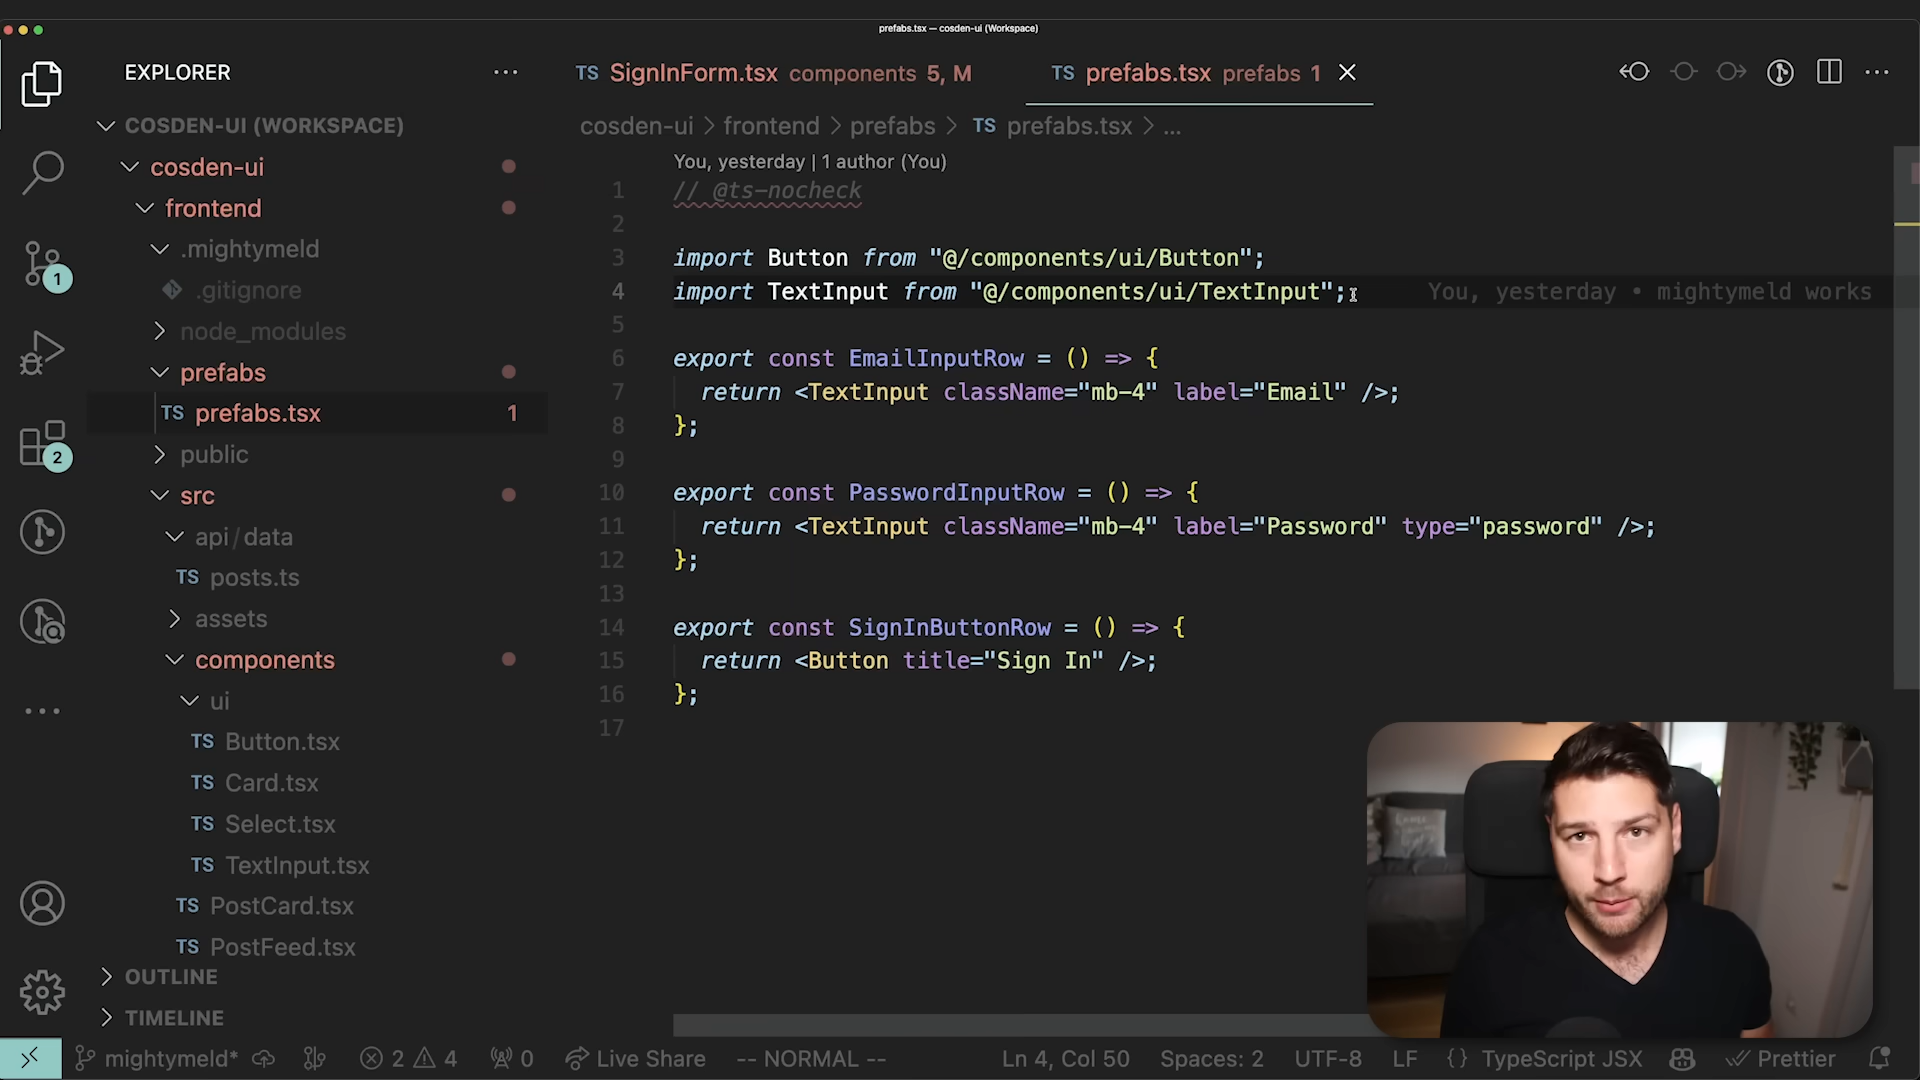 prefabs.tsx — cosden-ui (Workspace)
EXPLORER
COSDEN-UI (WORKSPACE)
cosden-ui
frontend
.mightymeld
.gitignore
node_modules
prefabs
TS prefabs.tsx 1
public
src
api/data
TS posts.ts
assets
components
ui
TS Button.tsx
TS Card.tsx
TS Select.tsx
TS TextInput.tsx
TS PostCard.tsx
TS PostFeed.tsx
OUTLINE
TIMELINE
1
2
TS SignInForm.tsx components 5, M
TS prefabs.tsx prefabs 1
cosden-ui > frontend > prefabs > TS prefabs.tsx > ...
You, yesterday | 1 author (You)
1 // @ts-nocheck
2
3 import Button from "@/components/ui/Button";
4 import TextInput from "@/components/ui/TextInput"; You, yesterday • mightymeld works
5
6 export const EmailInputRow = () => {
7 return <TextInput className="mb-4" label="Email" />;
8 };
9
10 export const PasswordInputRow = () => {
11 return <TextInput className="mb-4" label="Password" type="password" />;
12 };
13
14 export const SignInButtonRow = () => {
15 return <Button title="Sign In" />;
16 };
17
mightymeld* 2 4 0 Live Share -- NORMAL -- Ln 4, Col 50 Spaces: 2 UTF-8 LF {} TypeScript JSX Prettier